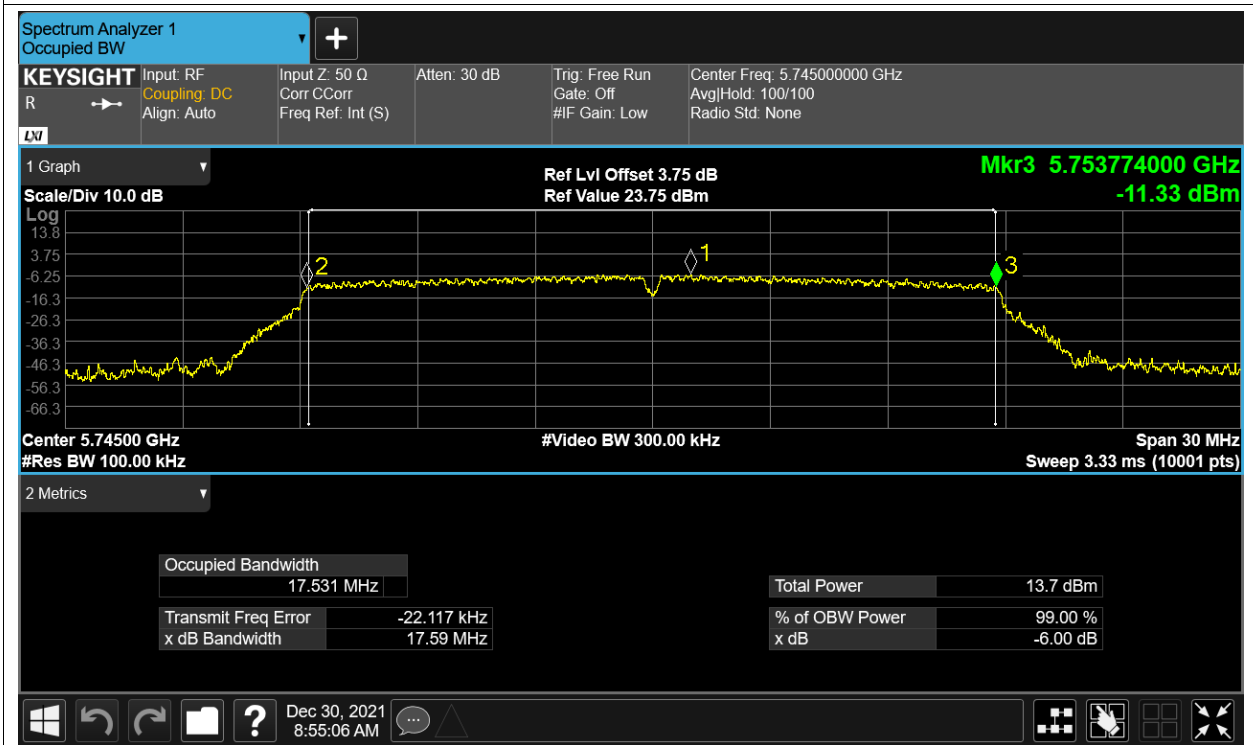 Spectrum Analyzer 1
Occupied BW
+
KEYSIGHT
R
LXI
Input: RF
Coupling: DC
Align: Auto
Input Z: 50 Ω
Corr CCorr
Freq Ref: Int (S)
Atten: 30 dB
Trig: Free Run
Gate: Off
#IF Gain: Low
Center Freq: 5.745000000 GHz
Avg|Hold: 100/100
Radio Std: None
1 Graph
Scale/Div 10.0 dB
Ref Lvl Offset 3.75 dB
Ref Value 23.75 dBm
Mkr3 5.753774000 GHz
-11.33 dBm
Log
13.8
3.75
-6.25
-16.3
-26.3
-36.3
-46.3
-56.3
-66.3
2
1
3
Center 5.74500 GHz
#Res BW 100.00 kHz
#Video BW 300.00 kHz
Span 30 MHz
Sweep 3.33 ms (10001 pts)
2 Metrics
Occupied Bandwidth
17.531 MHz
Transmit Freq Error -22.117 kHz
x dB Bandwidth 17.59 MHz
Total Power 13.7 dBm
% of OBW Power 99.00 %
x dB -6.00 dB
?
Dec 30, 2021
8:55:06 AM